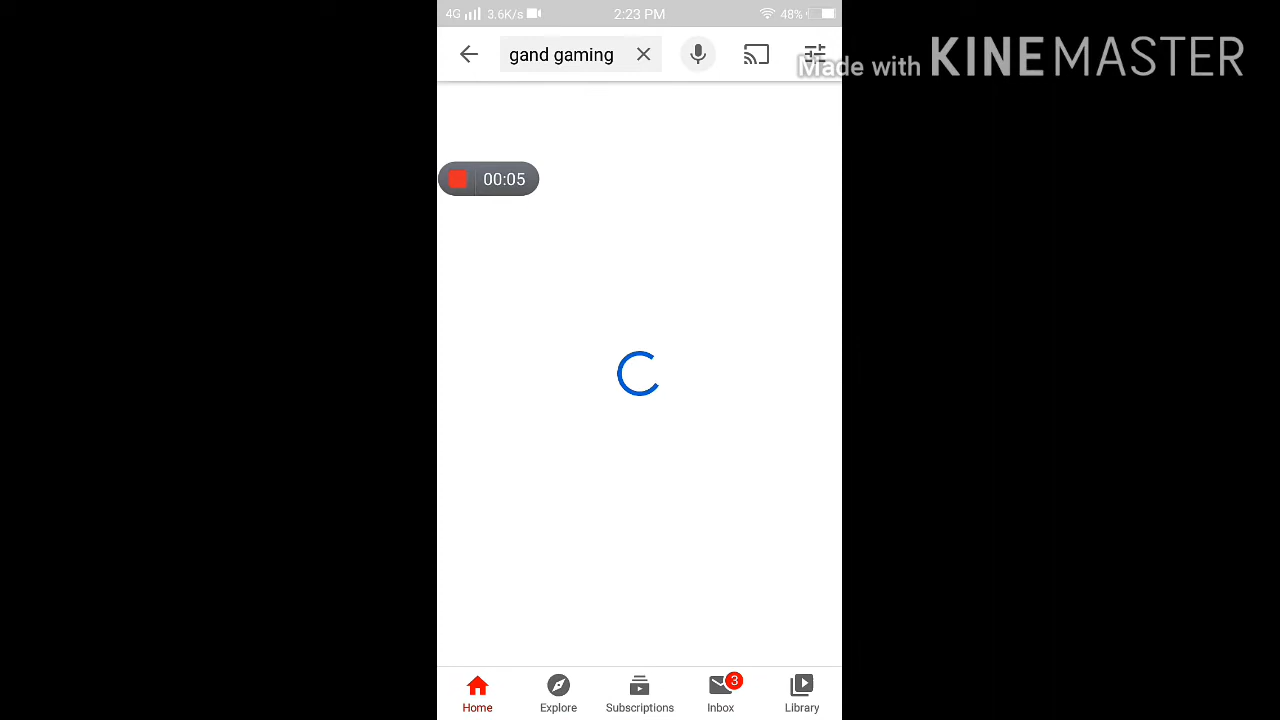 4G 3.6K/s 2:23 PM 48%
gand gaming
Made with KINEMASTER
00:05
Home Explore Subscriptions Inbox 3 Library